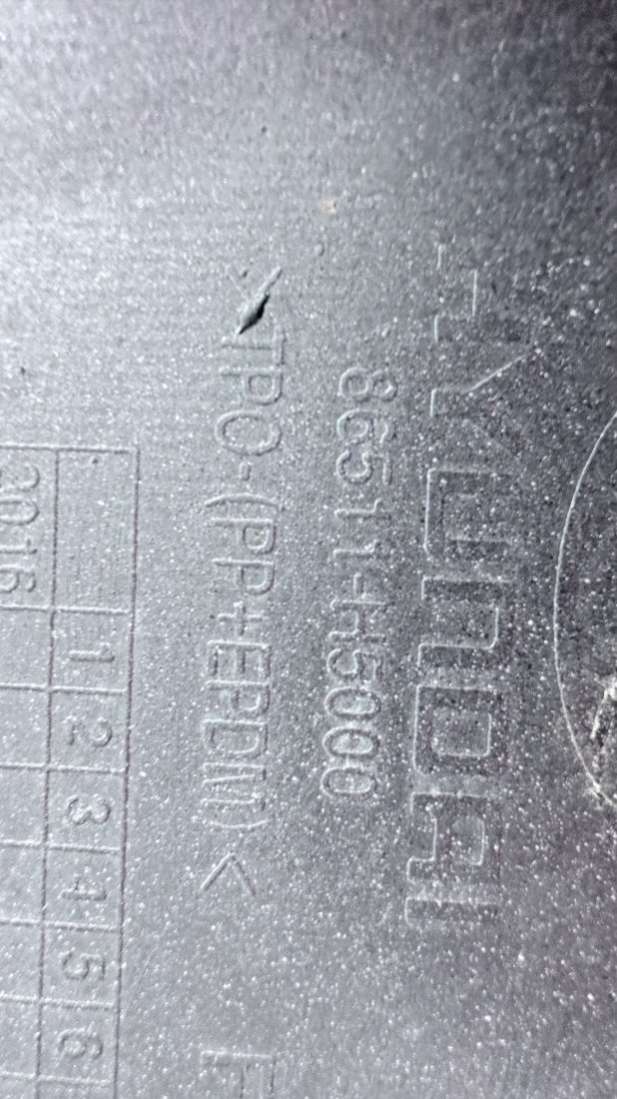 HYUNDAI
86511-H5000
>TPO-(PP+EPDM)<
1 2 3 4 5 6
2016